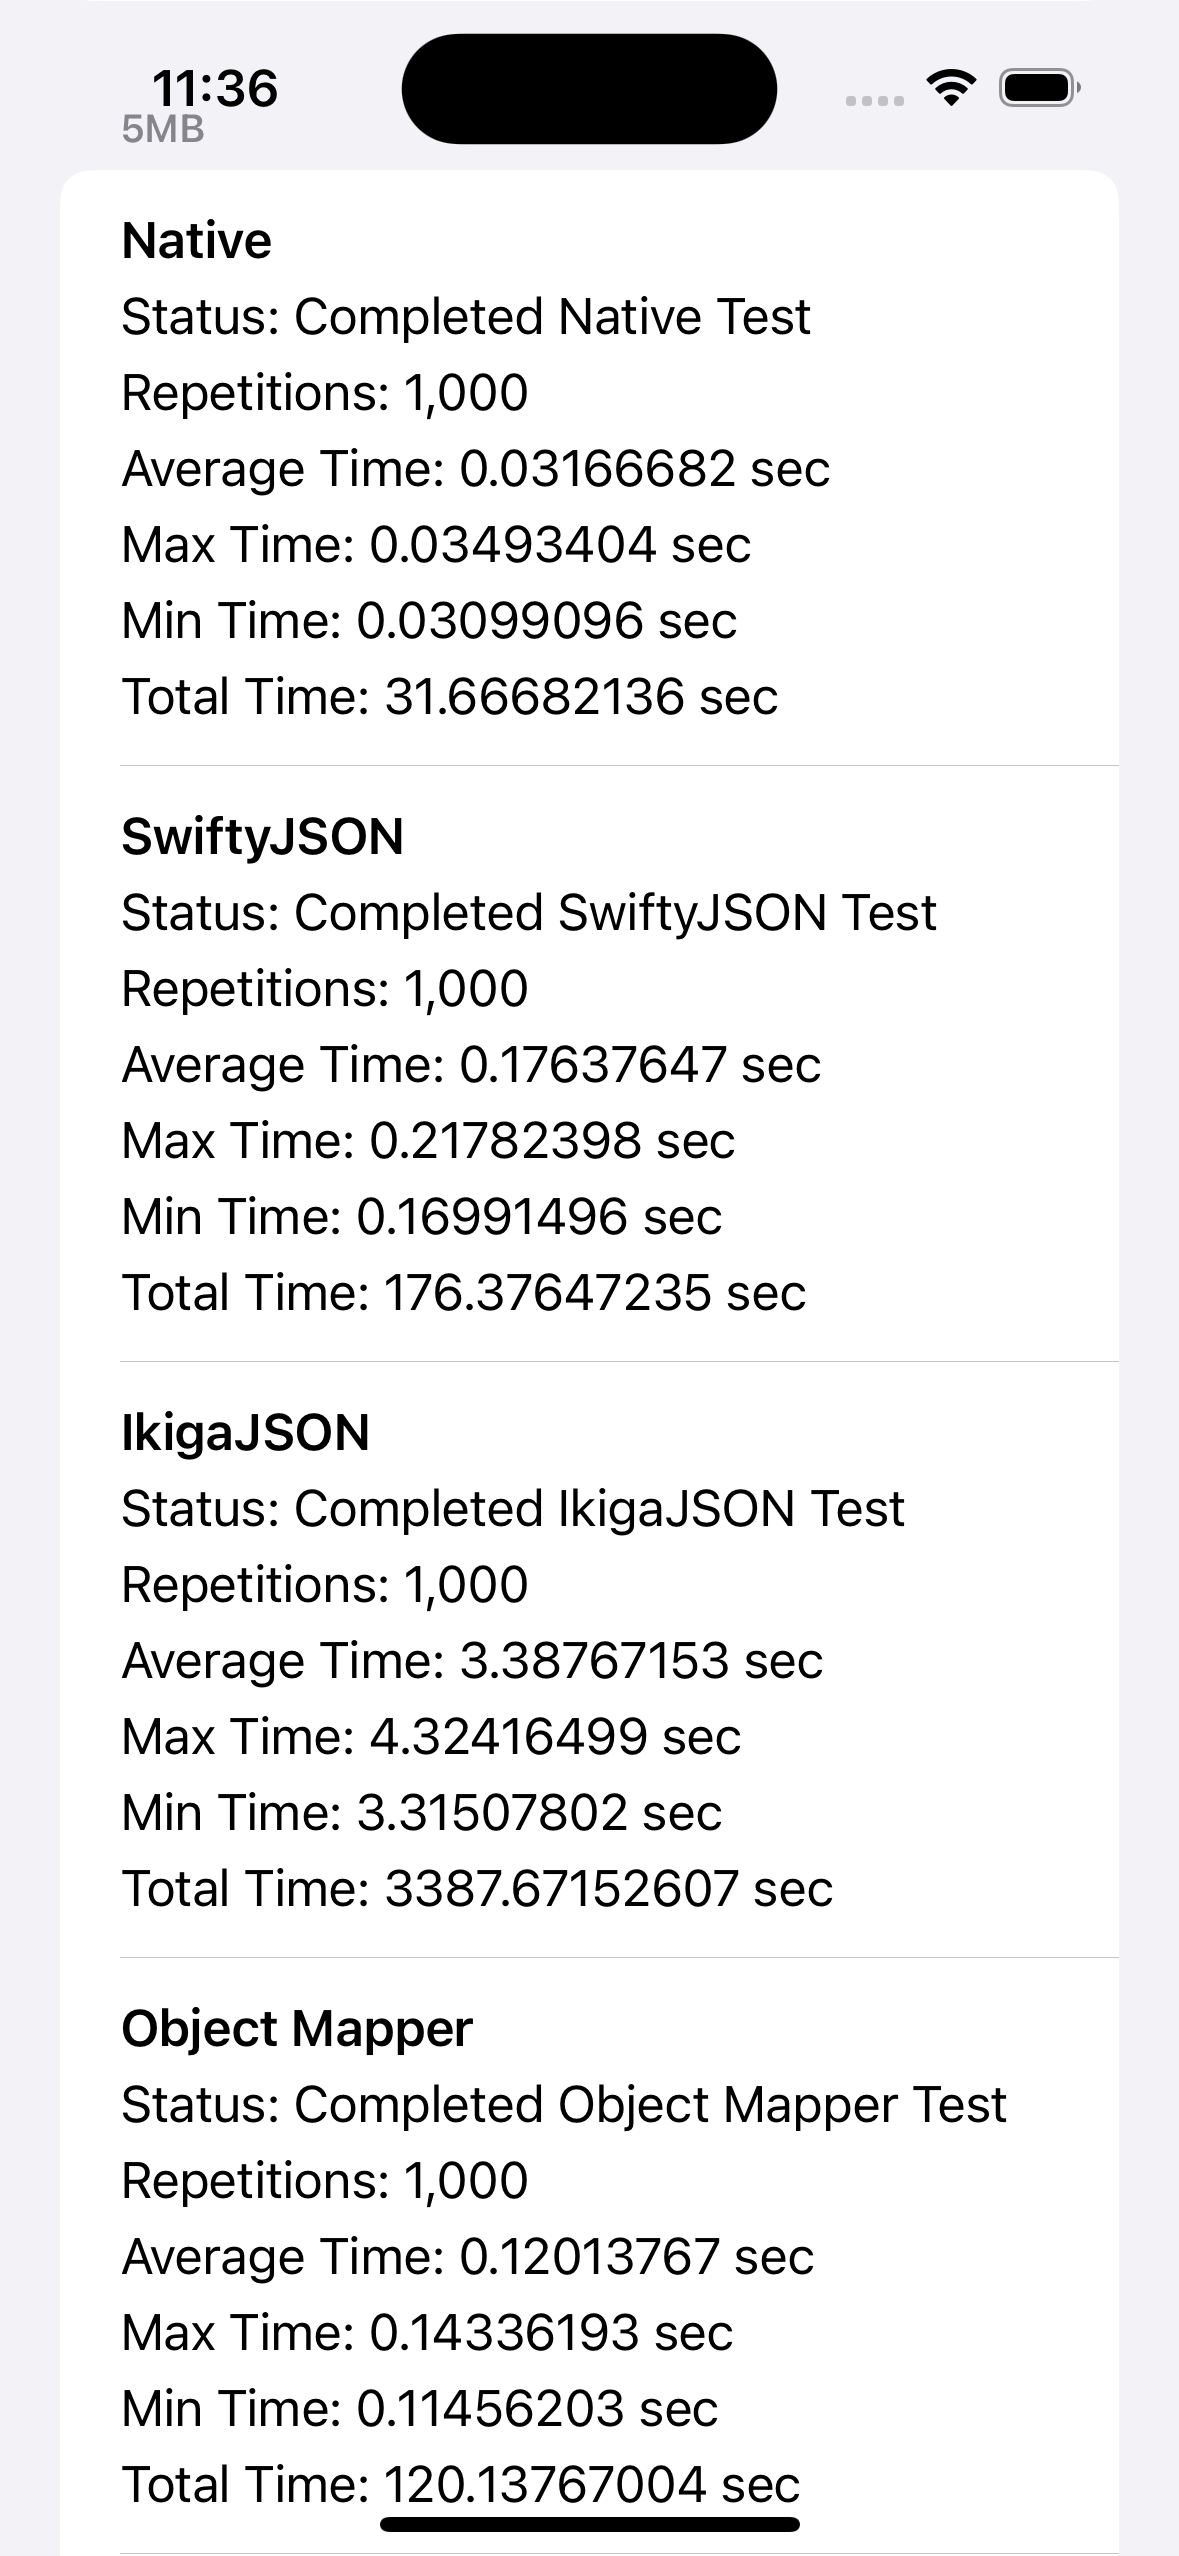 11:36
5MB
Native
Status: Completed Native Test
Repetitions: 1,000
Average Time: 0.03166682 sec
Max Time: 0.03493404 sec
Min Time: 0.03099096 sec
Total Time: 31.66682136 sec
SwiftyJSON
Status: Completed SwiftyJSON Test
Repetitions: 1,000
Average Time: 0.17637647 sec
Max Time: 0.21782398 sec
Min Time: 0.16991496 sec
Total Time: 176.37647235 sec
IkigaJSON
Status: Completed IkigaJSON Test
Repetitions: 1,000
Average Time: 3.38767153 sec
Max Time: 4.32416499 sec
Min Time: 3.31507802 sec
Total Time: 3387.67152607 sec
Object Mapper
Status: Completed Object Mapper Test
Repetitions: 1,000
Average Time: 0.12013767 sec
Max Time: 0.14336193 sec
Min Time: 0.11456203 sec
Total Time: 120.13767004 sec